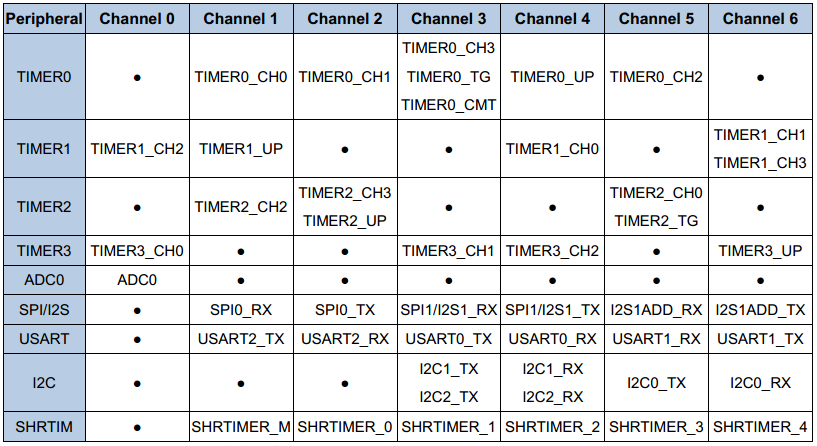 Peripheral Channel 0 Channel 1 Channel 2 Channel 3 Channel 4 Channel 5 Channel 6
TIMER0 ● TIMER0_CH0 TIMER0_CH1 TIMER0_CH3 TIMER0_UP TIMER0_CH2 ●
TIMER0_TG
TIMER0_CMT
TIMER1 TIMER1_CH2 TIMER1_UP ● ● TIMER1_CH0 ● TIMER1_CH1
TIMER1_CH3
TIMER2 ● TIMER2_CH2 TIMER2_CH3 ● ● TIMER2_CH0 ●
TIMER2_UP TIMER2_TG
TIMER3 TIMER3_CH0 ● ● TIMER3_CH1 TIMER3_CH2 ● TIMER3_UP
ADC0 ADC0 ● ● ● ● ● ●
SPI/I2S ● SPI0_RX SPI0_TX SPI1/I2S1_RX SPI1/I2S1_TX I2S1ADD_RX I2S1ADD_TX
USART ● USART2_TX USART2_RX USART0_TX USART0_RX USART1_RX USART1_TX
I2C ● ● ● I2C1_TX I2C1_RX I2C0_TX I2C0_RX
I2C2_TX I2C2_RX
SHRTIM ● SHRTIMER_M SHRTIMER_0 SHRTIMER_1 SHRTIMER_2 SHRTIMER_3 SHRTIMER_4